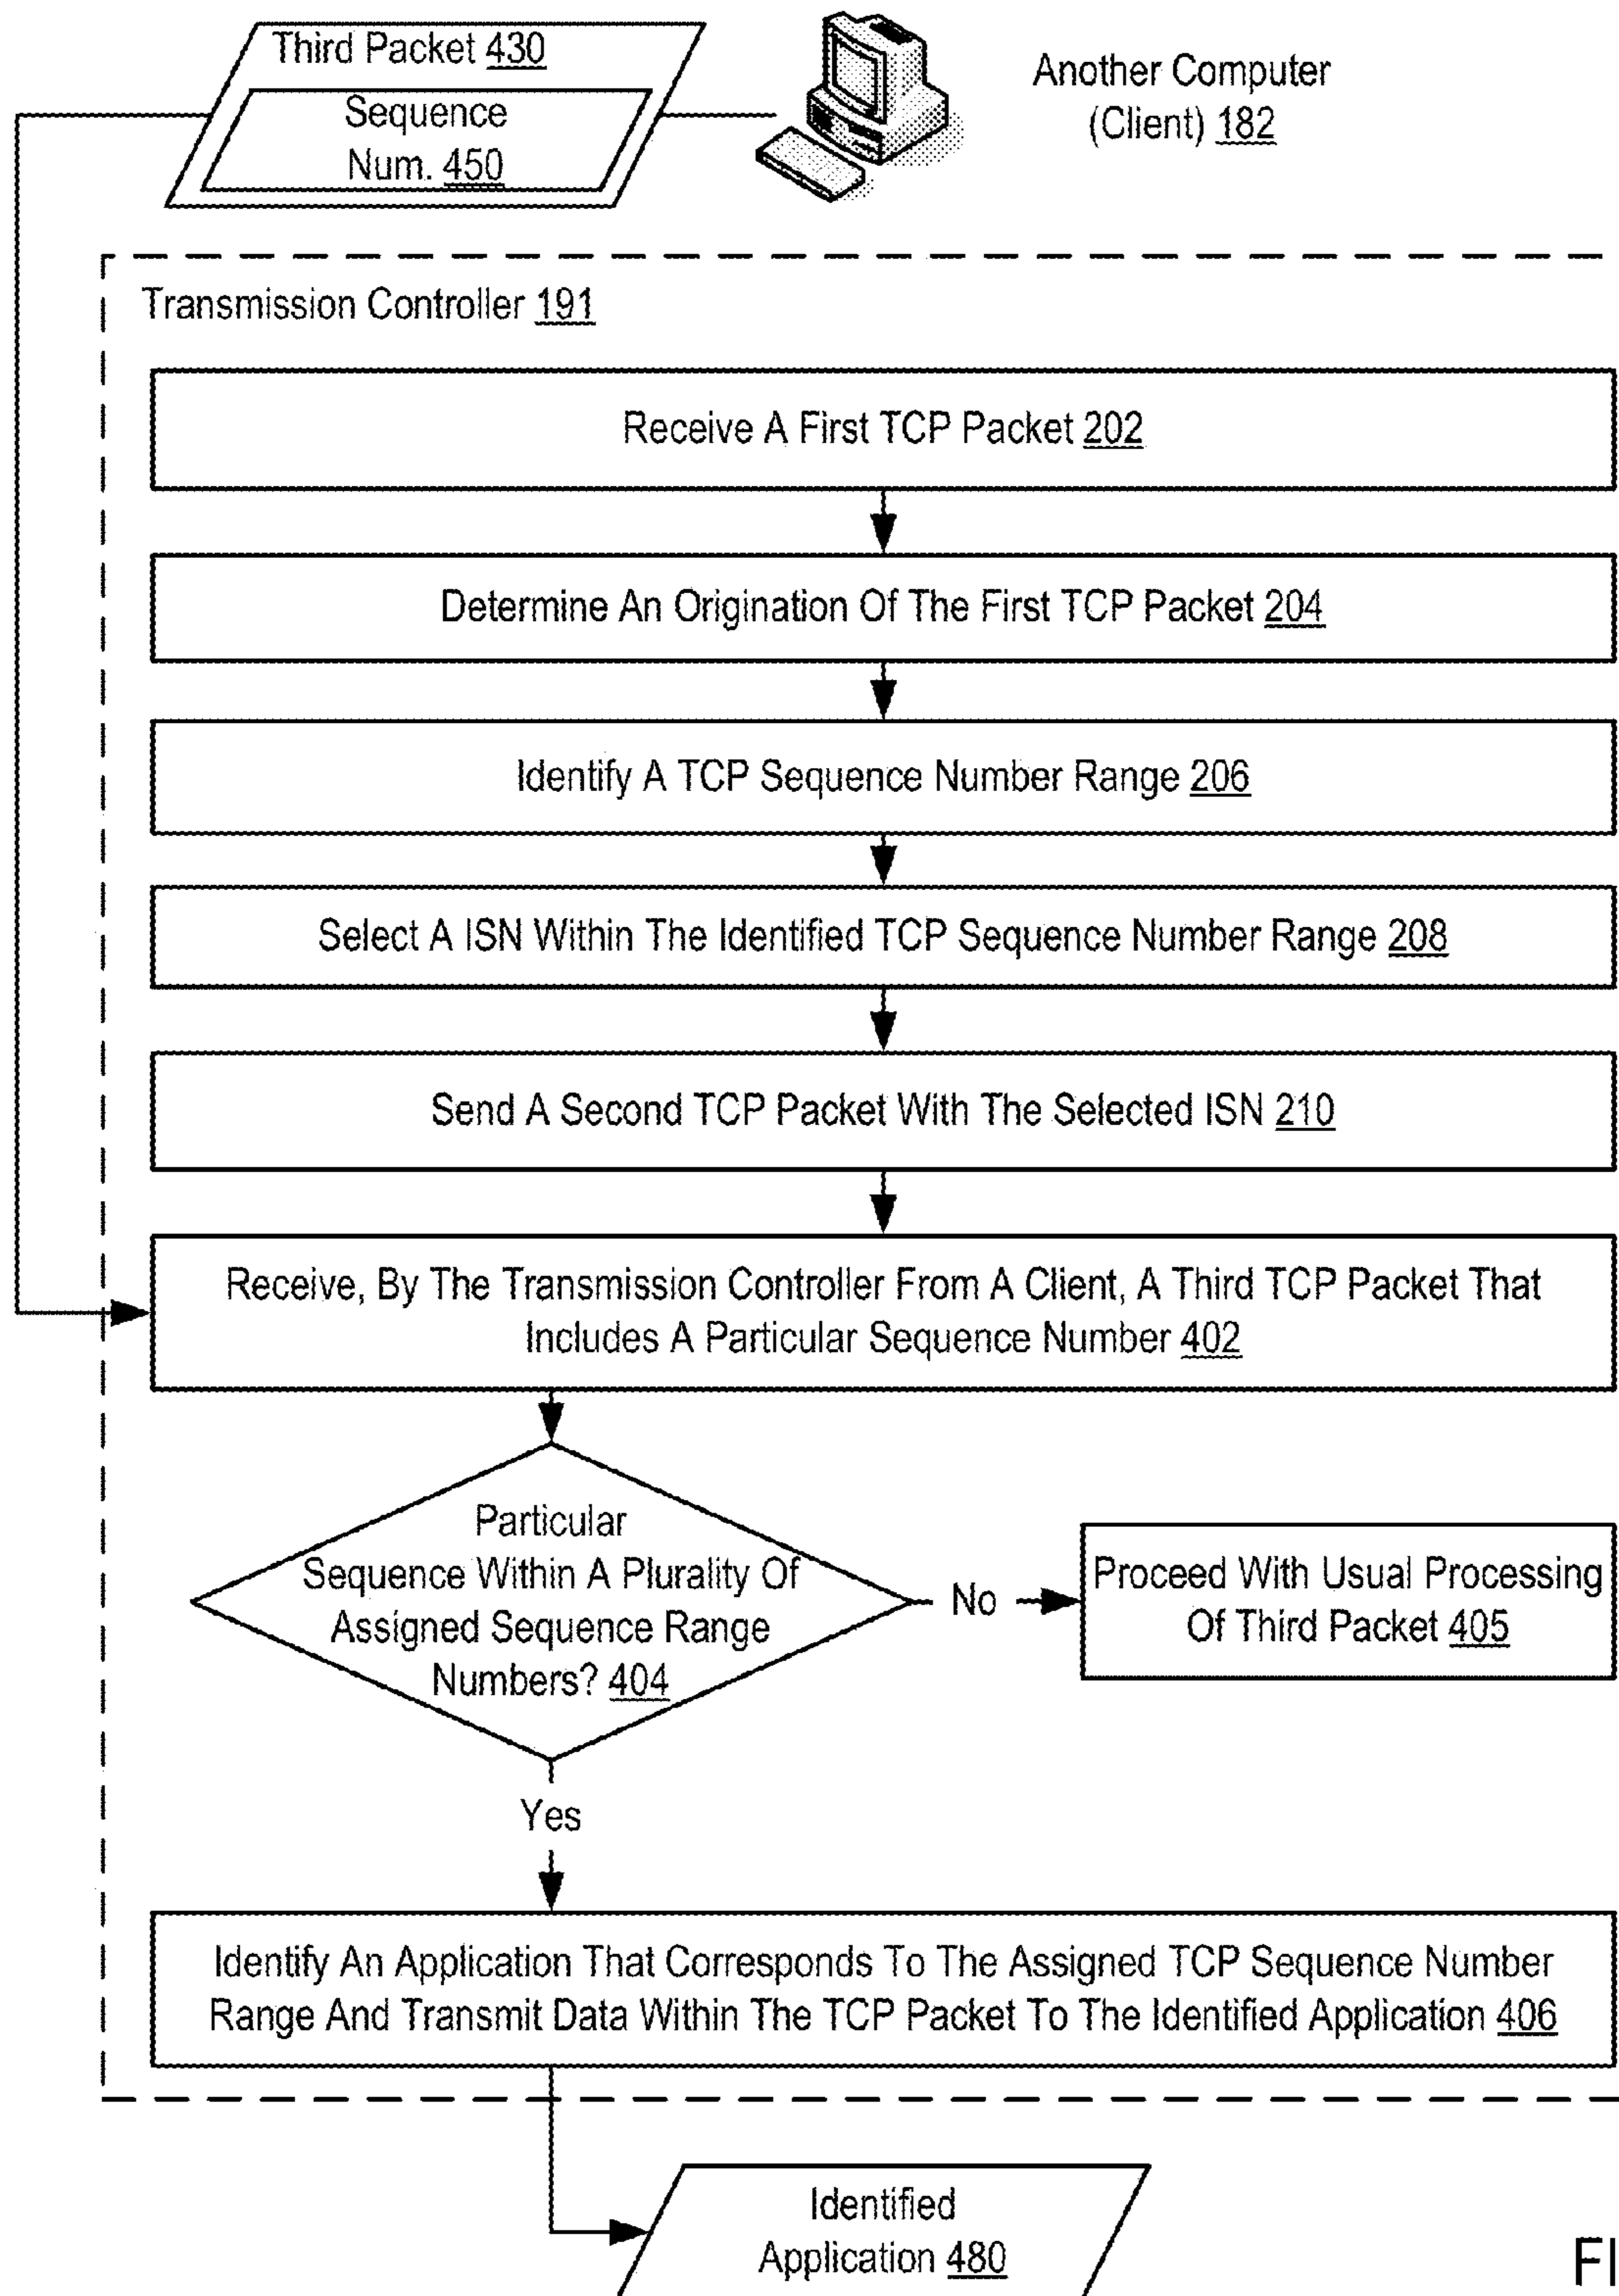 Third Packet 430
Sequence
Num. 450
Another Computer
(Client) 182
Transmission Controller 191
Receive A First TCP Packet 202
Determine An Origination Of The First TCP Packet 204
Identify A TCP Sequence Number Range 206
Select A ISN Within The Identified TCP Sequence Number Range 208
Send A Second TCP Packet With The Selected ISN 210
Receive, By The Transmission Controller From A Client, A Third TCP Packet That
Includes A Particular Sequence Number 402
Particular
Sequence Within A Plurality Of
Assigned Sequence Range
Numbers? 404
No
Proceed With Usual Processing
Of Third Packet 405
Yes
Identify An Application That Corresponds To The Assigned TCP Sequence Number
Range And Transmit Data Within The TCP Packet To The Identified Application 406
Identified
Application 480